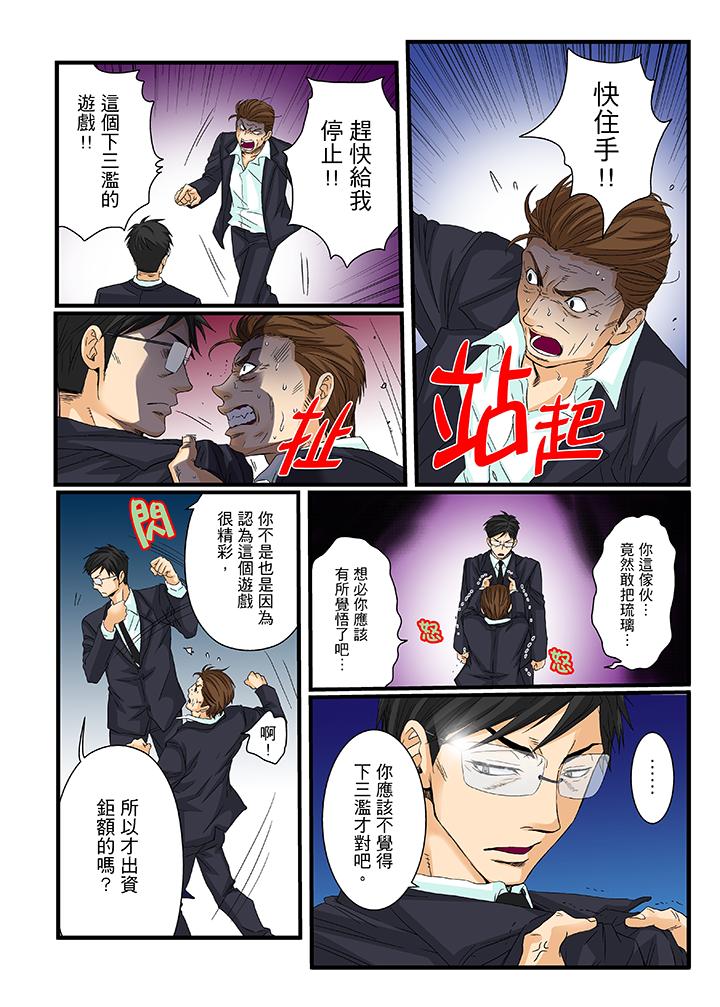 快住手!!
站起
趕快給我
停止!!
這個下三濫的
遊戲!!
扯
你這傢伙…
竟然敢把琉璃…
想必你應該
有所覺悟了吧…
怒
怒
……
你應該不覺得
下三濫才對吧。
你不是也是因為
認為這個遊戲
很精彩，
閃
啊!
所以才出資
鉅額的嗎?